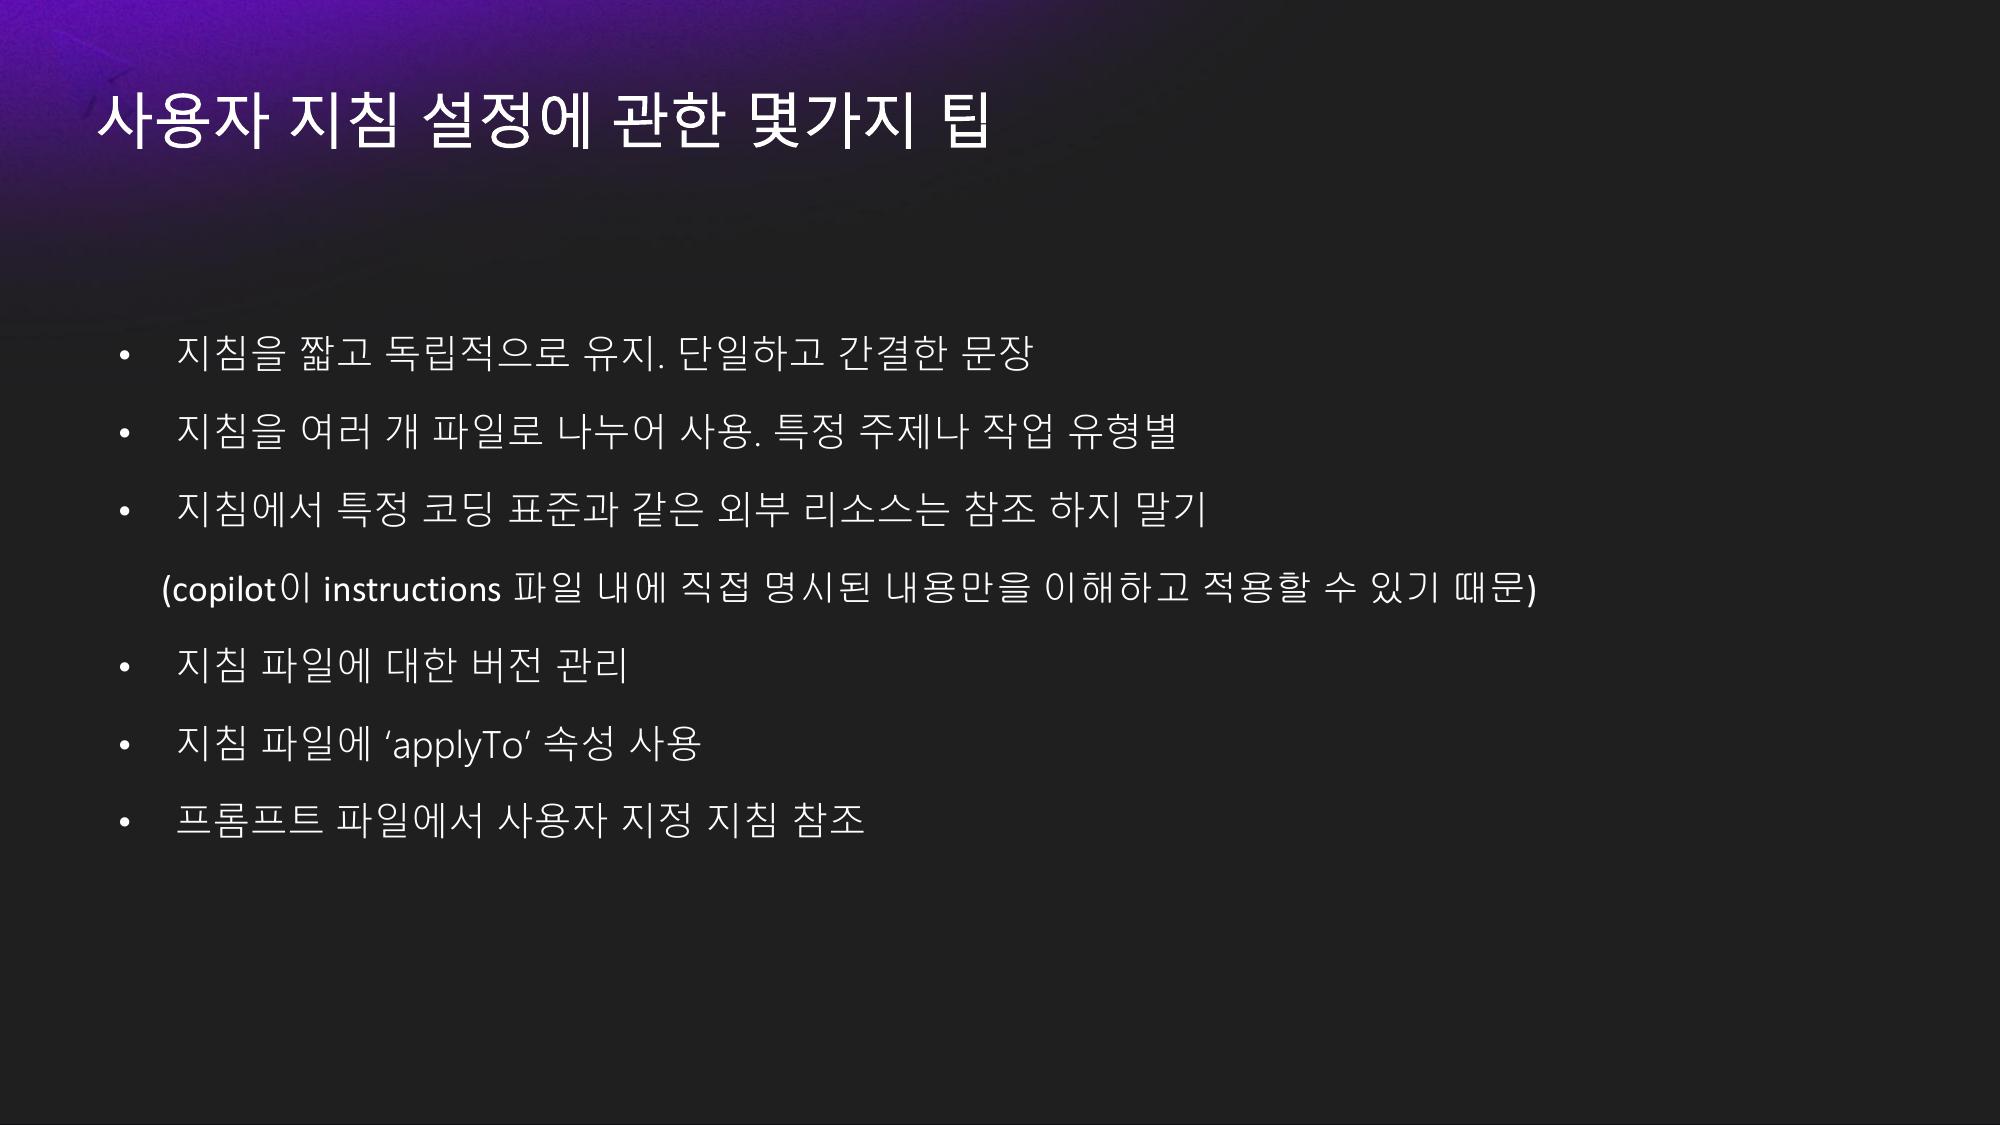 사용자 지침 설정에 관한 몇가지 팁
• 지침을 짧고 독립적으로 유지. 단일하고 간결한 문장
• 지침을 여러 개 파일로 나누어 사용. 특정 주제나 작업 유형별
• 지침에서 특정 코딩 표준과 같은 외부 리소스는 참조 하지 말기
(copilot이 instructions 파일 내에 직접 명시된 내용만을 이해하고 적용할 수 있기 때문)
• 지침 파일에 대한 버전 관리
• 지침 파일에 ‘applyTo’ 속성 사용
• 프롬프트 파일에서 사용자 지정 지침 참조